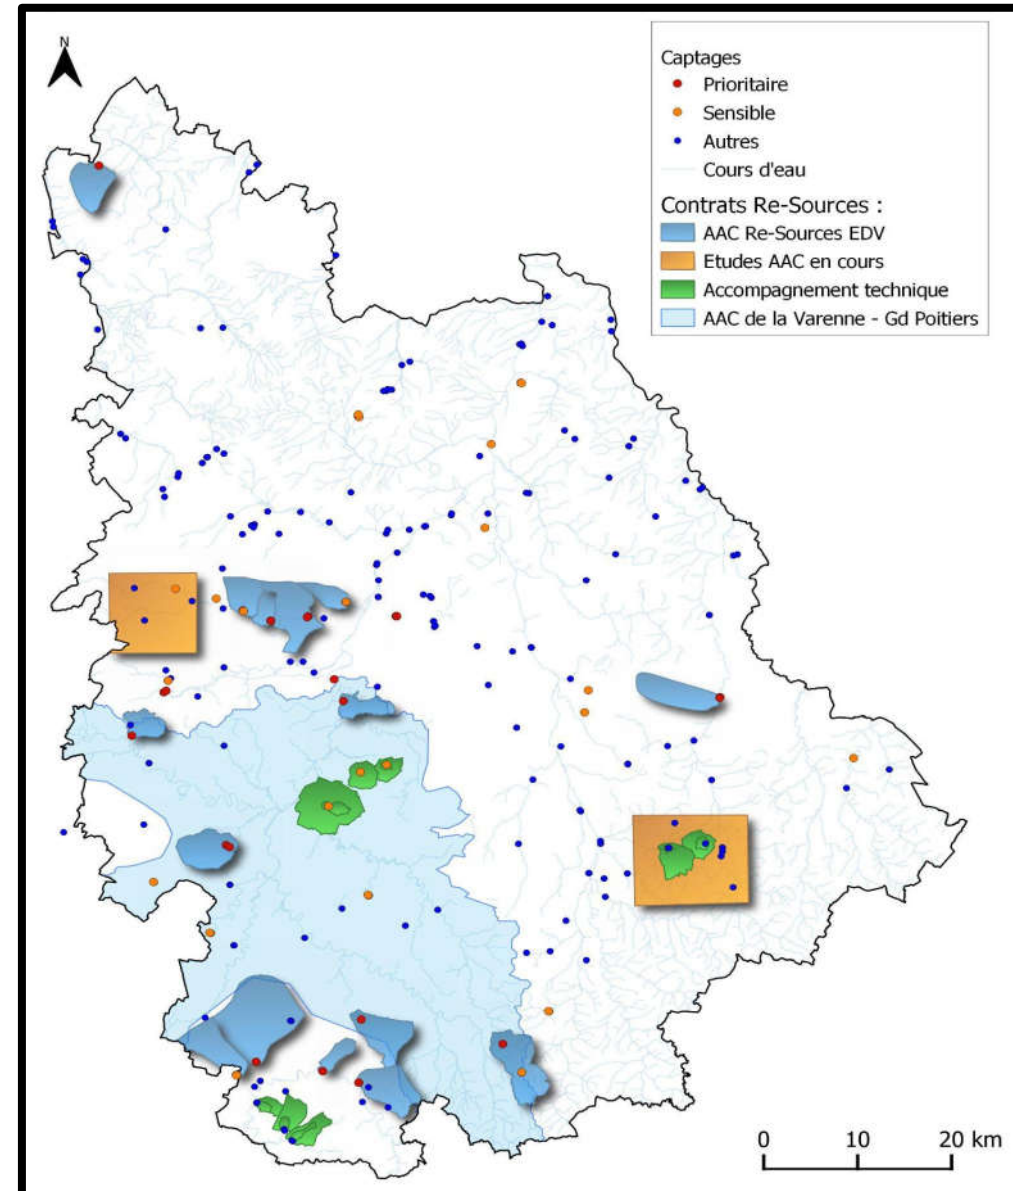 N
Captages
Prioritaire
Sensible
Autres
Cours d'eau
Contrats Re-Sources :
AAC Re-Sources EDV
Etudes AAC en cours
Accompagnement technique
AAC de la Varenne - Gd Poitiers
0 10 20 km